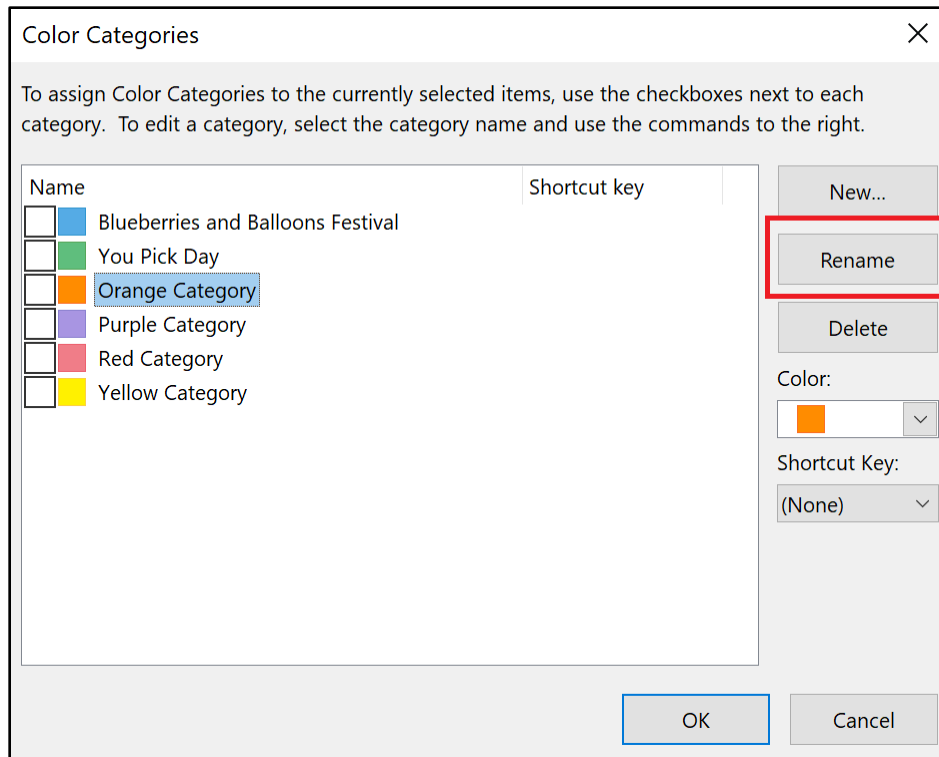 Color Categories
To assign Color Categories to the currently selected items, use the checkboxes next to each
category.  To edit a category, select the category name and use the commands to the right.
Name
Shortcut key
Blueberries and Balloons Festival
You Pick Day
Orange Category
Purple Category
Red Category
Yellow Category
New...
Rename
Delete
Color:
Shortcut Key:
(None)
OK
Cancel